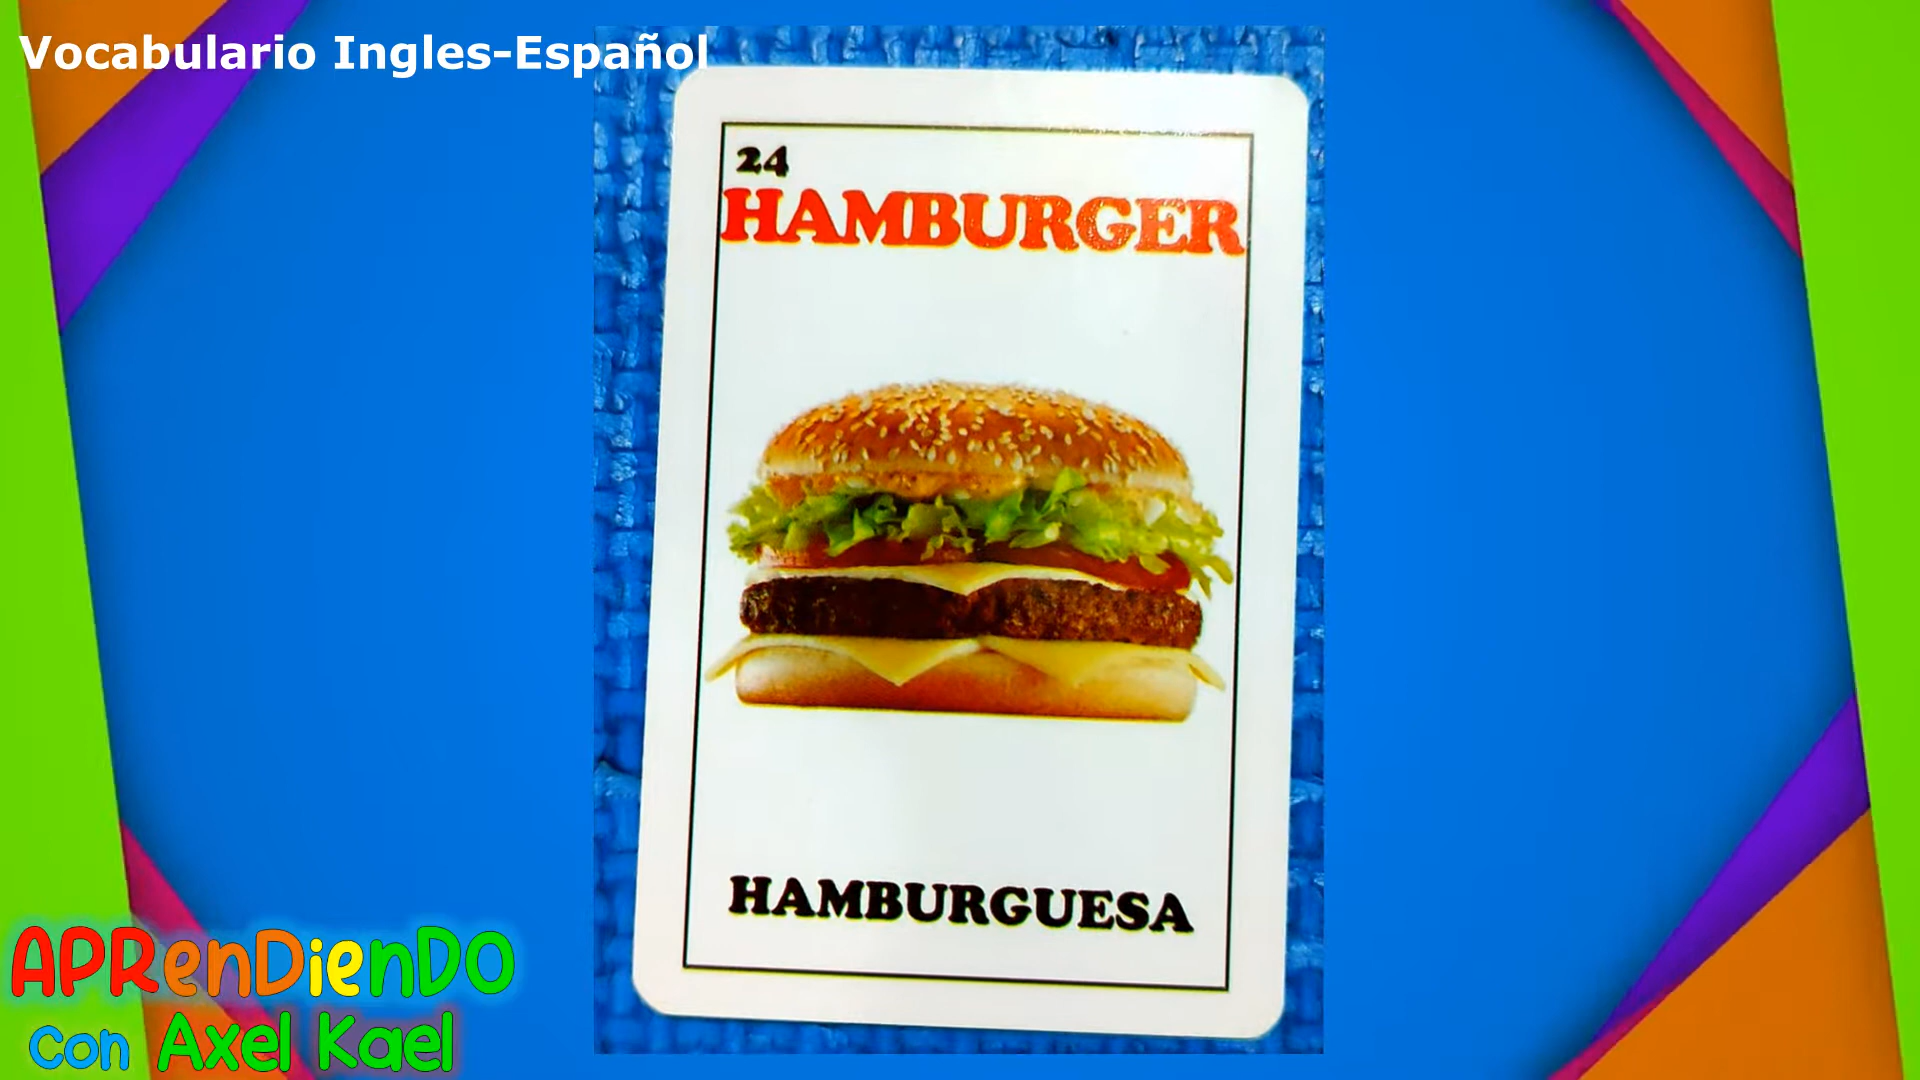 Vocabulario Ingles-Español
24
HAMBURGER
HAMBURGUESA
APRenDienDO
con Axel Kael